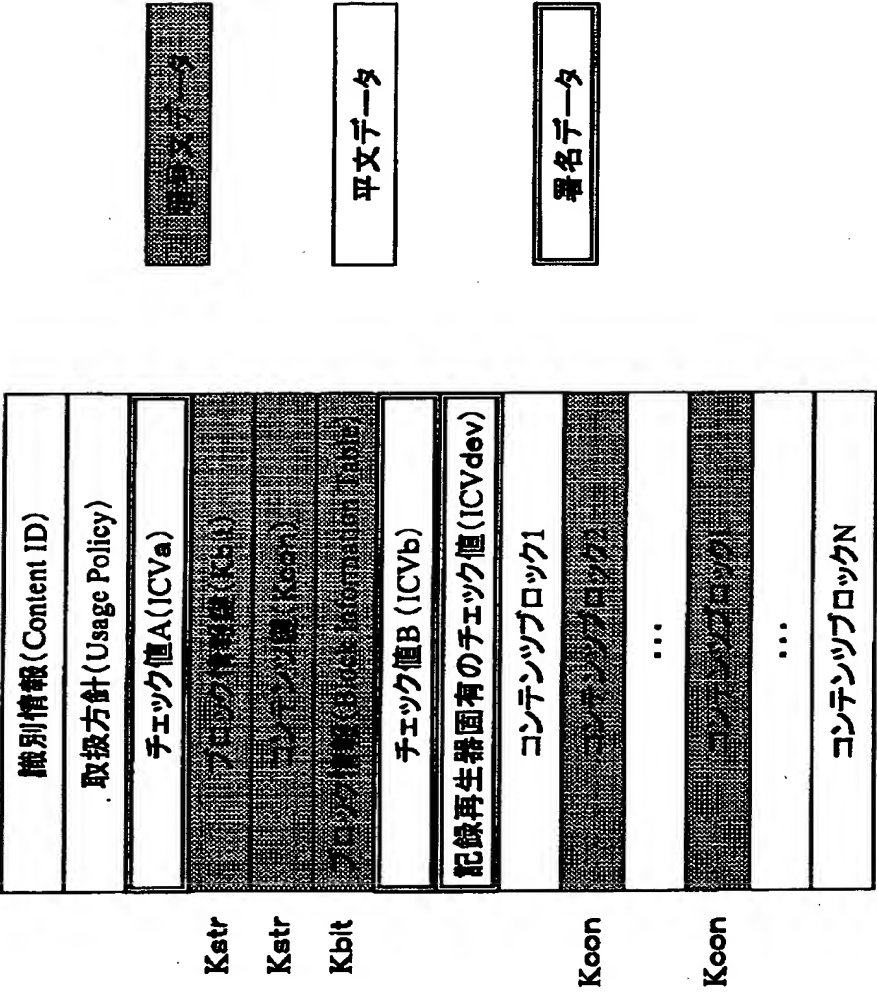 識別情報(Content ID)
取扱方針(Usage Policy)
チェック値A(ICVa)
Kstr
ブロック情報鍵(Kbit)
Kstr
コンテンツ鍵(Kcon)
Kbit
ブロック情報(Block Information Table)
チェック値B (ICVb)
記録再生器固有のチェック値(ICVdev)
コンテンツブロック1
Kcon
コンテンツブロック2
...
Kcon
コンテンツブロック
...
コンテンツブロックN
暗号文データ
平文データ
署名データ